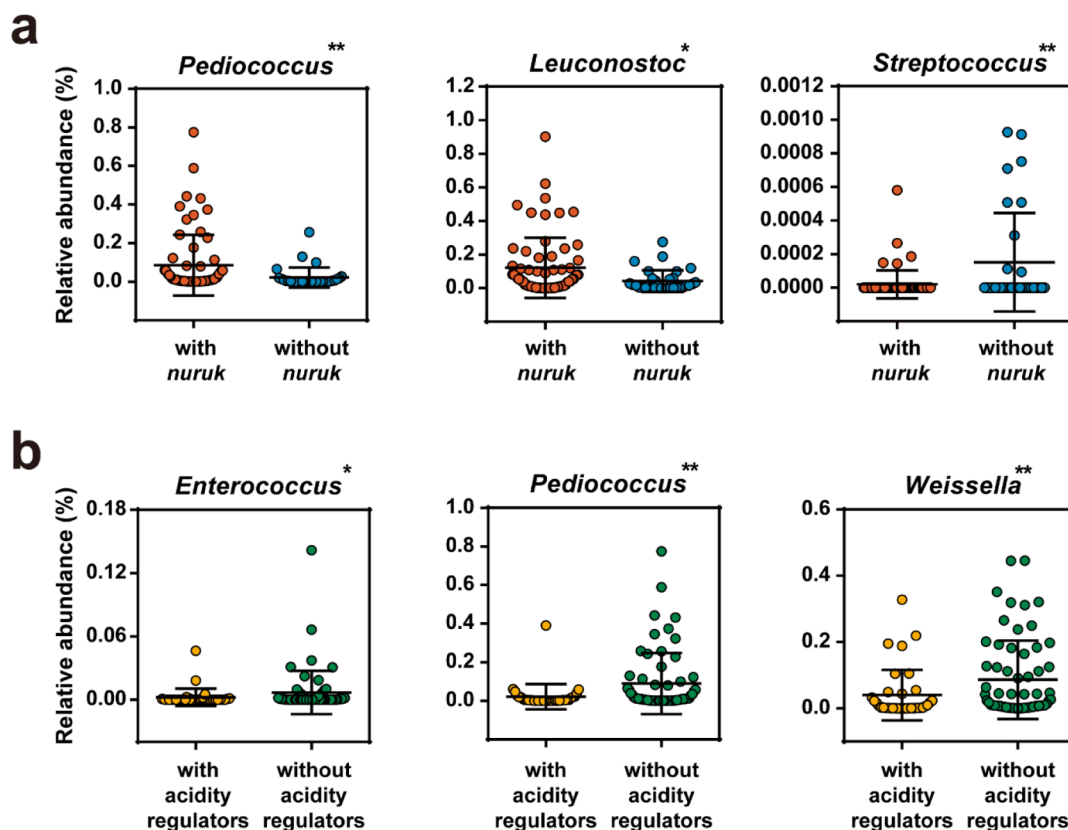 a
Pediococcus**
Leuconostoc*
Streptococcus**
Relative abundance (%)
1.0
0.8
0.6
0.4
0.2
0.0
1.2
1.0
0.8
0.6
0.4
0.2
0.0
0.0012
0.0010
0.0008
0.0006
0.0004
0.0002
0.0000
with
nuruk
without
nuruk
with
nuruk
without
nuruk
with
nuruk
without
nuruk
b
Enterococcus*
Pediococcus**
Weissella**
Relative abundance (%)
0.18
0.12
0.06
0.00
1.0
0.8
0.6
0.4
0.2
0.0
0.6
0.4
0.2
0.0
with
acidity
regulators
without
acidity
regulators
with
acidity
regulators
without
acidity
regulators
with
acidity
regulators
without
acidity
regulators